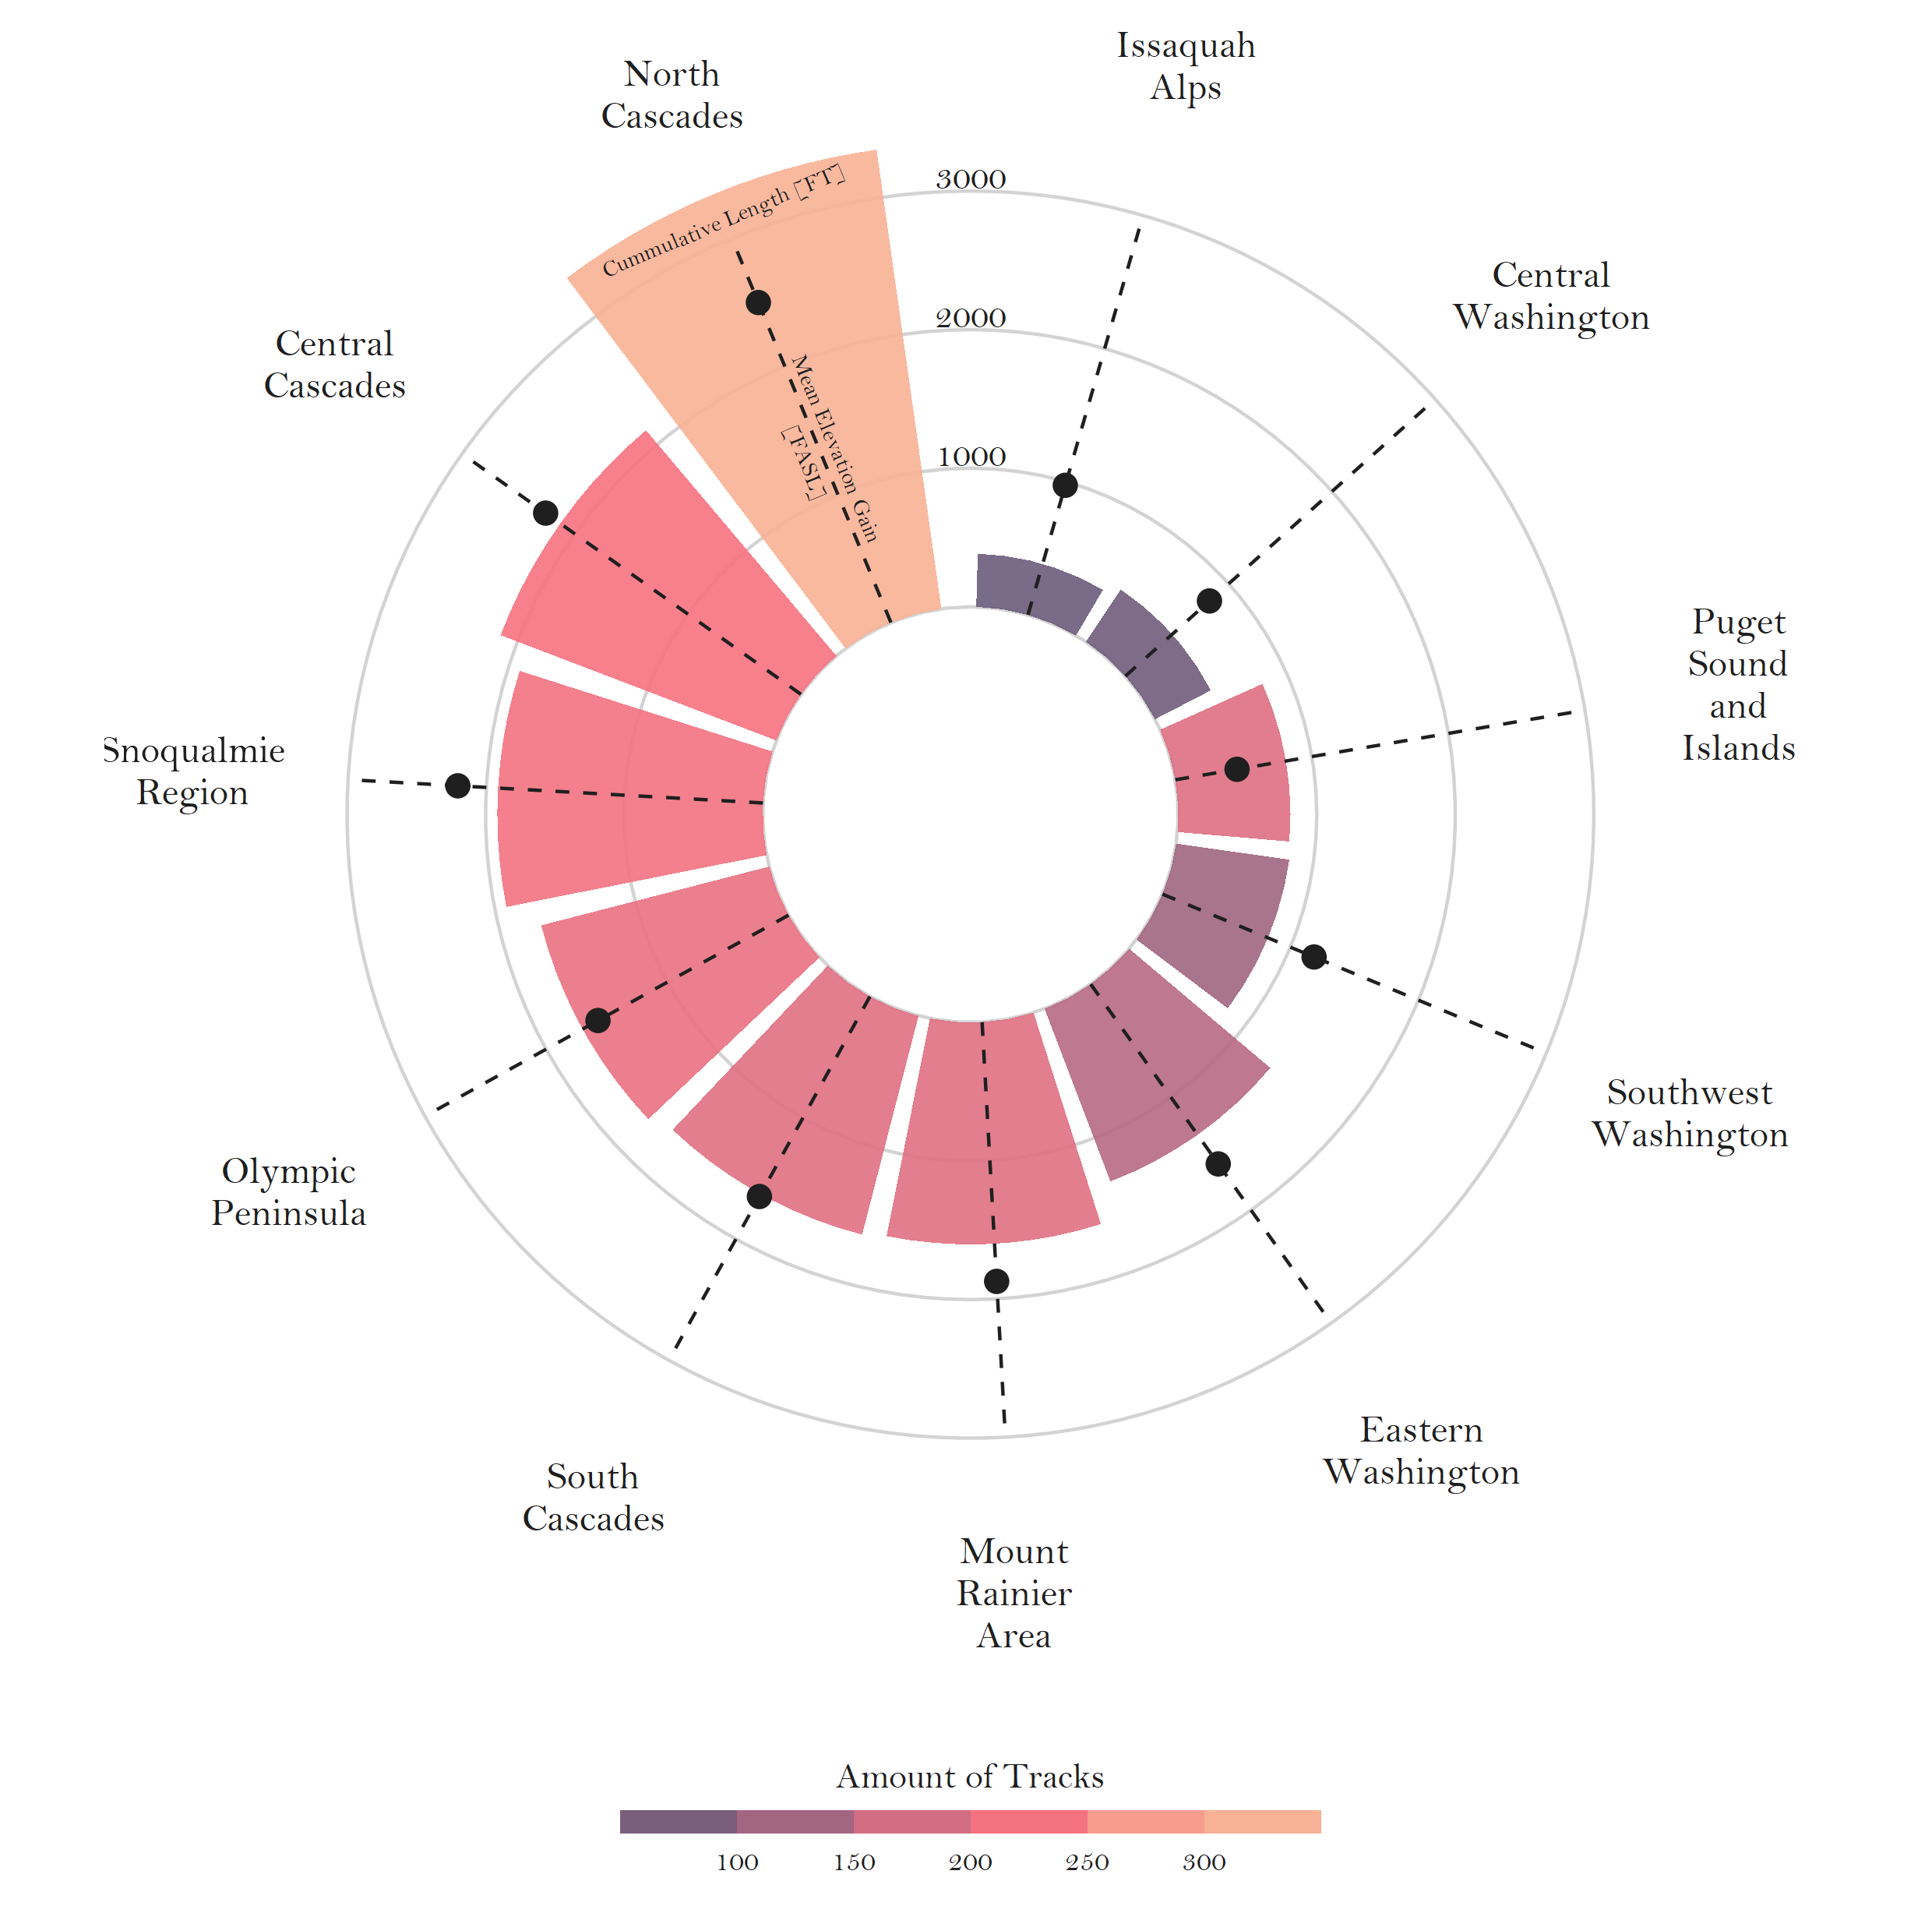 Issaquah
Alps
North
Cascades
3000
Cummulative Length [FT]
Central
Washington
2000
Central
Cascades
Mean Elevation Gain
[FASL]
1000
Puget
Sound
and
Islands
Snoqualmie
Region
Southwest
Washington
Olympic
Peninsula
Eastern
Washington
South
Cascades
Mount
Rainier
Area
Amount of Tracks
100
150
200
250
300